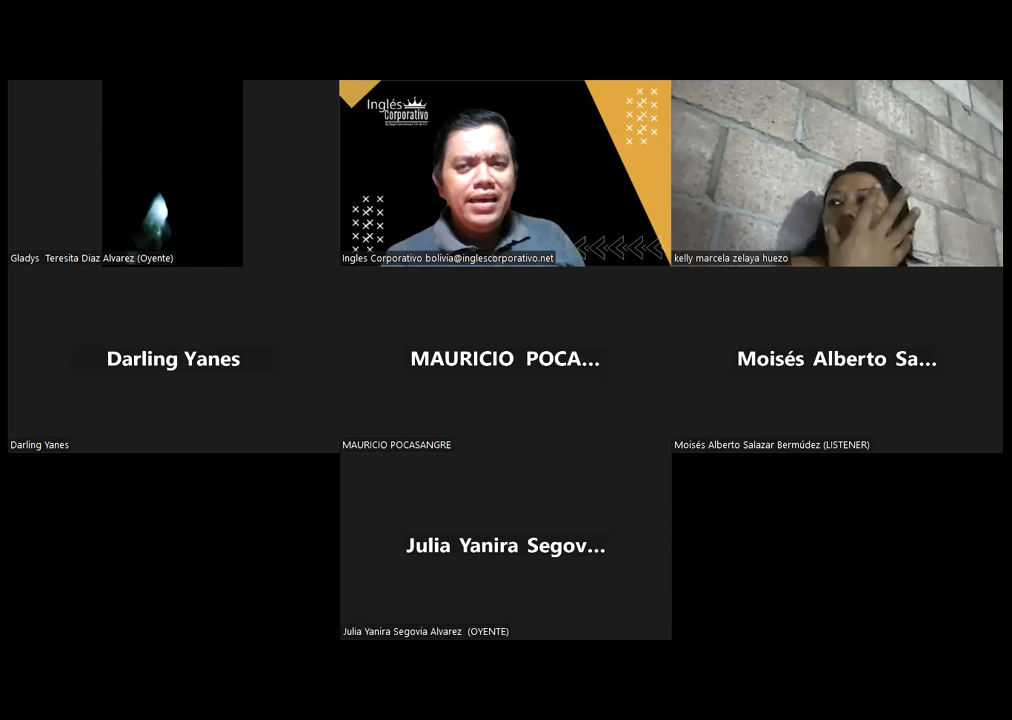 Inglés
Corporativo
Gladys Teresita Diaz Alvarez (Oyente)
Ingles Corporativo bolivia@inglescorporativo.net
kelly marcela zelaya huezo
Darling Yanes
MAURICIO POCA...
Moisés Alberto Sa...
Darling Yanes
MAURICIO POCASANGRE
Moisés Alberto Salazar Bermúdez (LISTENER)
Julia Yanira Segov...
Julia Yanira Segovia Alvarez (OYENTE)